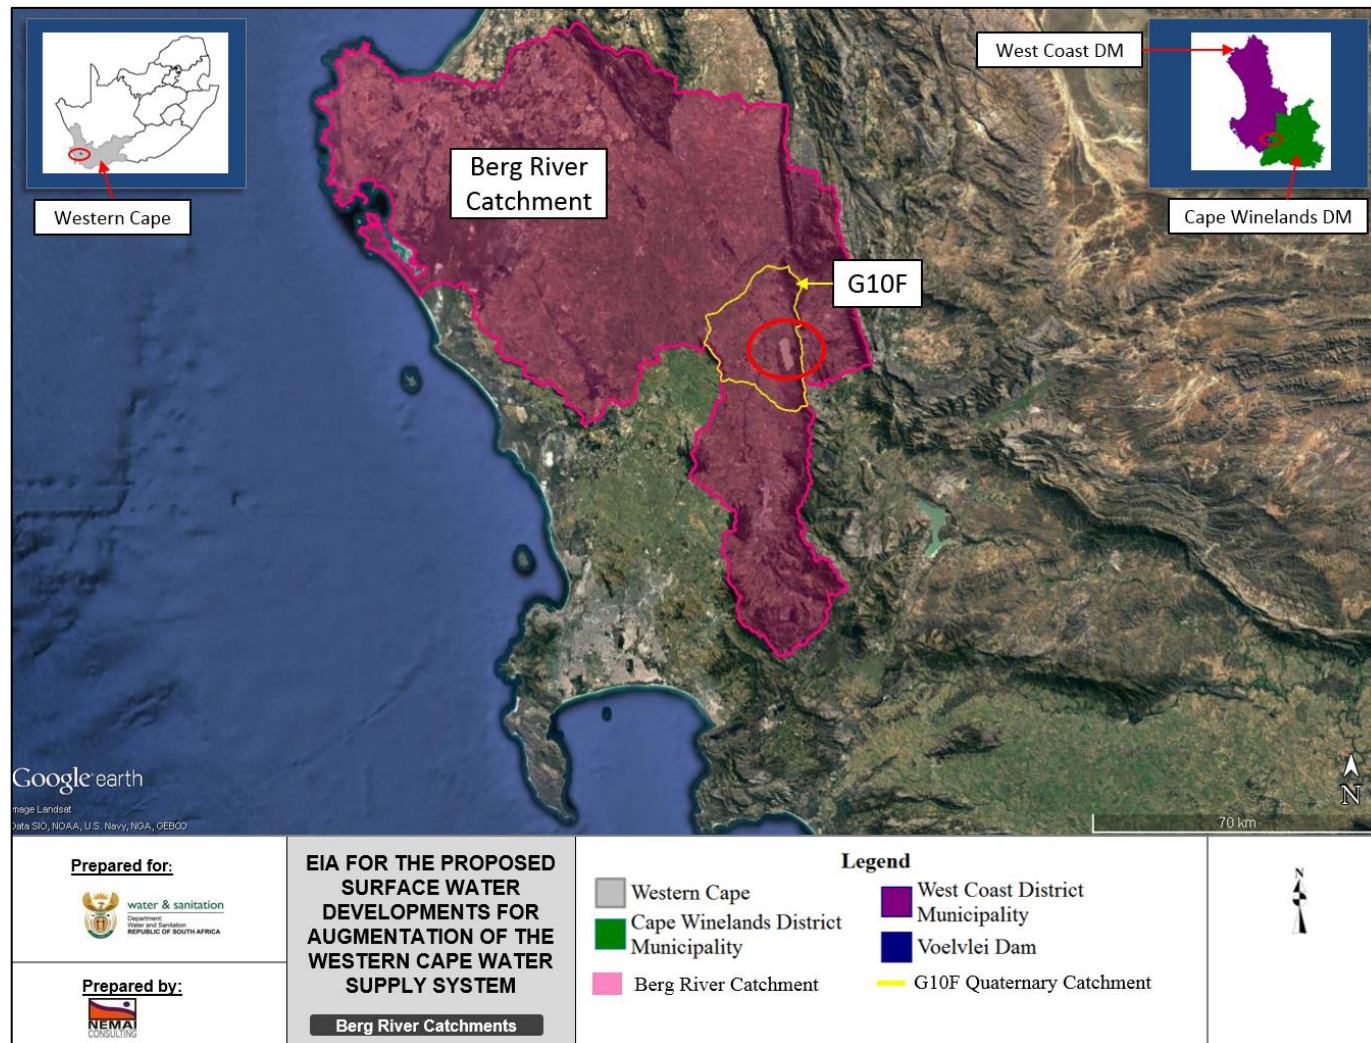 West Coast DM
Berg River
Catchment
Western Cape
Cape Winelands DM
G10F
Google earth
Image Landsat
Data SIO, NOAA, U.S. Navy, NGA, GEBCO
N
70 km
Prepared for:
water & sanitation
Department:
Water and Sanitation
REPUBLIC OF SOUTH AFRICA
Prepared by:
NEMAI
CONSULTING
EIA FOR THE PROPOSED
SURFACE WATER
DEVELOPMENTS FOR
AUGMENTATION OF THE
WESTERN CAPE WATER
SUPPLY SYSTEM
Berg River Catchments
Legend
Western Cape
Cape Winelands District
Municipality
Berg River Catchment
West Coast District
Municipality
Voelvlei Dam
G10F Quaternary Catchment
N